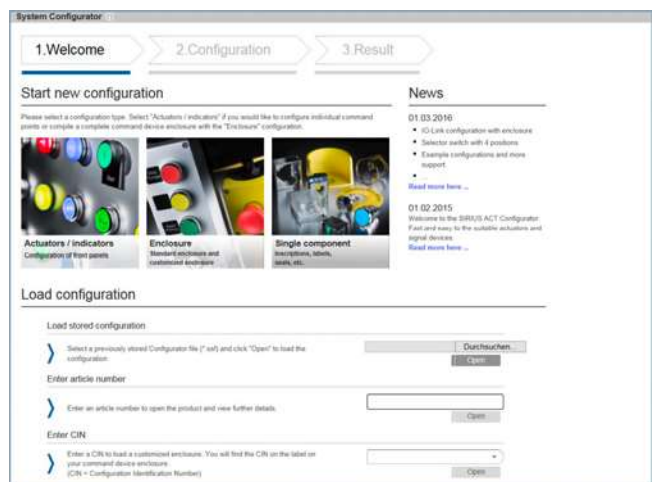 System Configurator
1.Welcome
2.Configuration
3.Result
Start new configuration
Please select a configuration type. Select "Actuators / indicators" if you would like to configure individual command
points or compile a complete command device enclosure with the "Enclosure" configuration.
Actuators / indicators
Configuration of front panels
Enclosure
Standard enclosure and
customized enclosure
Single component
Inscriptions, labels,
seals, etc.
News
01.03.2016
IO-Link configuration with enclosure
Selector switch with 4 positions
Example configurations and more
support
...
Read more here ...
01.02.2015
Welcome to the SIRIUS ACT Configurator
Fast and easy to the suitable actuators and
signal devices
Read more here ...
Load configuration
Load stored configuration
Select a previously stored Configurator file (*.sxf) and click "Open" to load the
configuration.
Durchsuchen...
Open
Enter article number
Enter an article number to open the product and view further details.
Open
Enter CIN
Enter a CIN to load a customized enclosure. You will find the CIN on the label on
your command device enclosure.
(CIN = Configuration Identification Number)
Open